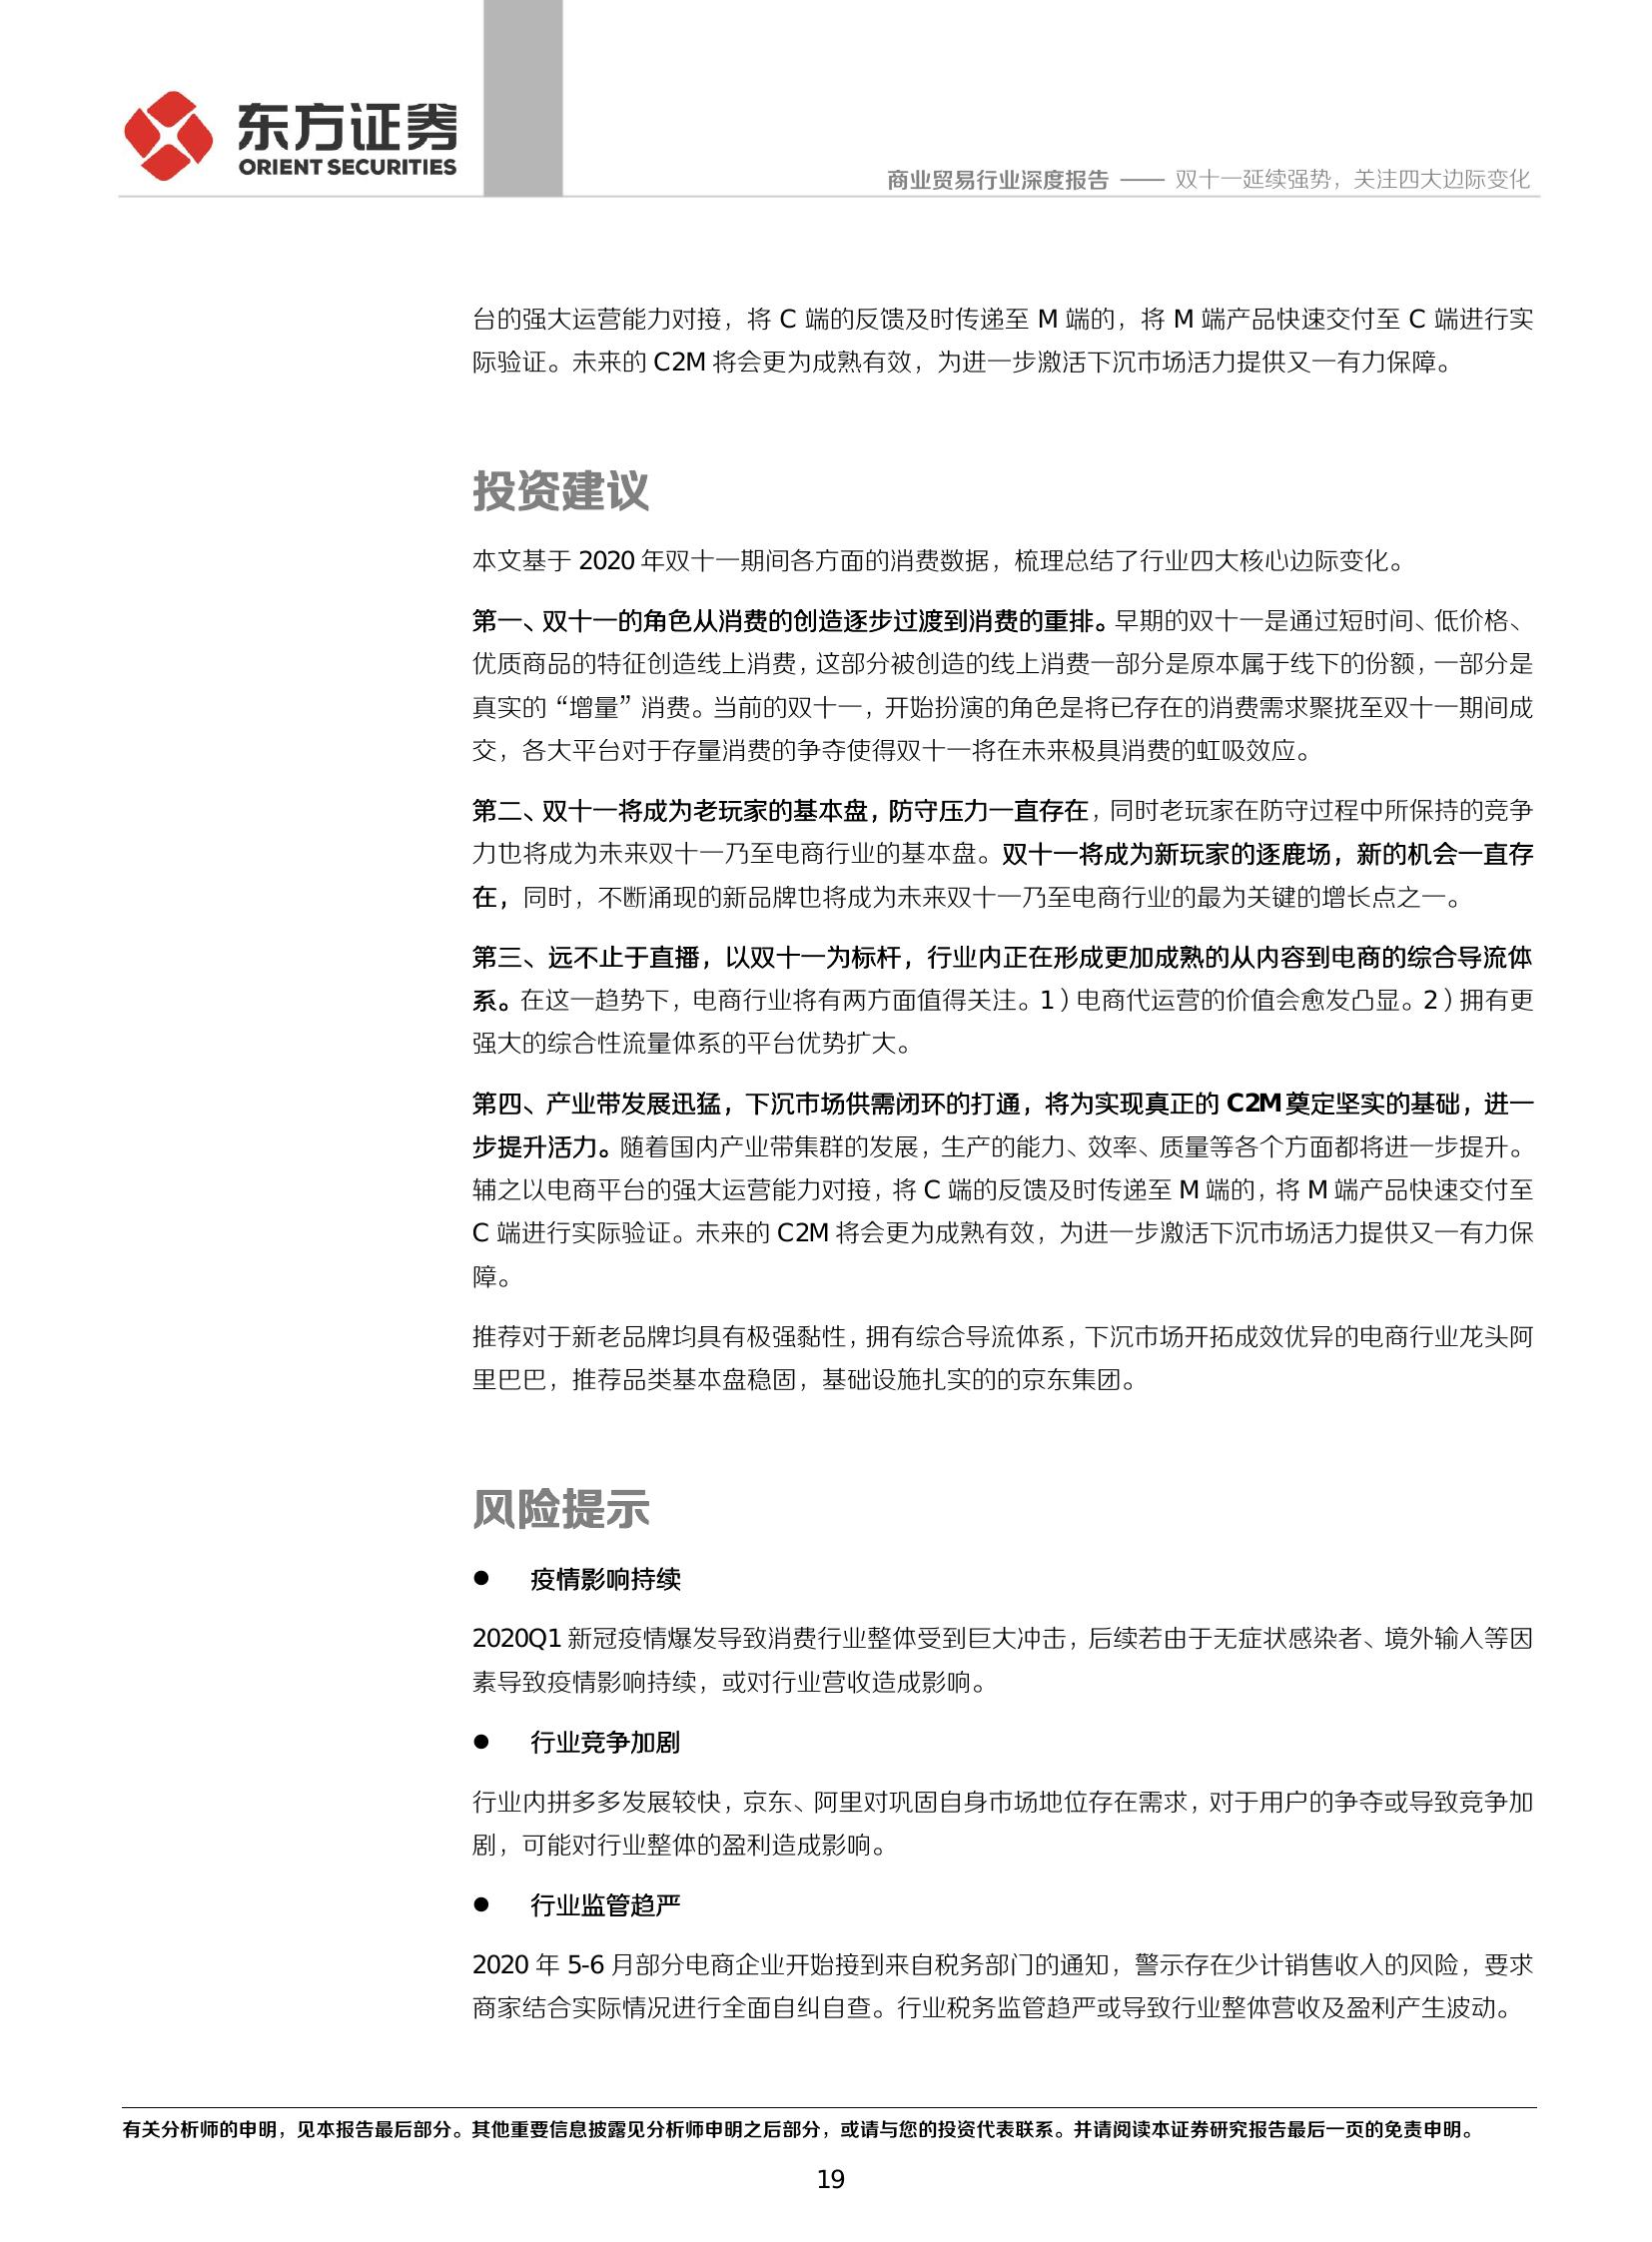 东方证券
ORIENT SECURITIES
商业贸易行业深度报告 —— 双十一延续强势，关注四大边际变化
台的强大运营能力对接，将 C 端的反馈及时传递至 M 端的，将 M 端产品快速交付至 C 端进行实
际验证。未来的 C2M 将会更为成熟有效，为进一步激活下沉市场活力提供又一有力保障。
投资建议
本文基于 2020 年双十一期间各方面的消费数据，梳理总结了行业四大核心边际变化。
第一、双十一的角色从消费的创造逐步过渡到消费的重排。早期的双十一是通过短时间、低价格、
优质商品的特征创造线上消费，这部分被创造的线上消费一部分是原本属于线下的份额，一部分是
真实的“增量”消费。当前的双十一，开始扮演的角色是将已存在的消费需求聚拢至双十一期间成
交，各大平台对于存量消费的争夺使得双十一将在未来极具消费的虹吸效应。
第二、双十一将成为老玩家的基本盘，防守压力一直存在，同时老玩家在防守过程中所保持的竞争
力也将成为未来双十一乃至电商行业的基本盘。双十一将成为新玩家的逐鹿场，新的机会一直存
在，同时，不断涌现的新品牌也将成为未来双十一乃至电商行业的最为关键的增长点之一。
第三、远不止于直播，以双十一为标杆，行业内正在形成更加成熟的从内容到电商的综合导流体
系。在这一趋势下，电商行业将有两方面值得关注。1）电商代运营的价值会愈发凸显。2）拥有更
强大的综合性流量体系的平台优势扩大。
第四、产业带发展迅猛，下沉市场供需闭环的打通，将为实现真正的 C2M 奠定坚实的基础，进一
步提升活力。随着国内产业带集群的发展，生产的能力、效率、质量等各个方面都将进一步提升。
辅之以电商平台的强大运营能力对接，将 C 端的反馈及时传递至 M 端的，将 M 端产品快速交付至
C 端进行实际验证。未来的 C2M 将会更为成熟有效，为进一步激活下沉市场活力提供又一有力保
障。
推荐对于新老品牌均具有极强黏性，拥有综合导流体系，下沉市场开拓成效优异的电商行业龙头阿
里巴巴，推荐品类基本盘稳固，基础设施扎实的的京东集团。
风险提示
● 疫情影响持续
2020Q1 新冠疫情爆发导致消费行业整体受到巨大冲击，后续若由于无症状感染者、境外输入等因
素导致疫情影响持续，或对行业营收造成影响。
● 行业竞争加剧
行业内拼多多发展较快，京东、阿里对巩固自身市场地位存在需求，对于用户的争夺或导致竞争加
剧，可能对行业整体的盈利造成影响。
● 行业监管趋严
2020 年 5-6 月部分电商企业开始接到来自税务部门的通知，警示存在少计销售收入的风险，要求
商家结合实际情况进行全面自纠自查。行业税务监管趋严或导致行业整体营收及盈利产生波动。
有关分析师的申明，见本报告最后部分。其他重要信息披露见分析师申明之后部分，或请与您的投资代表联系。并请阅读本证券研究报告最后一页的免责申明。
19